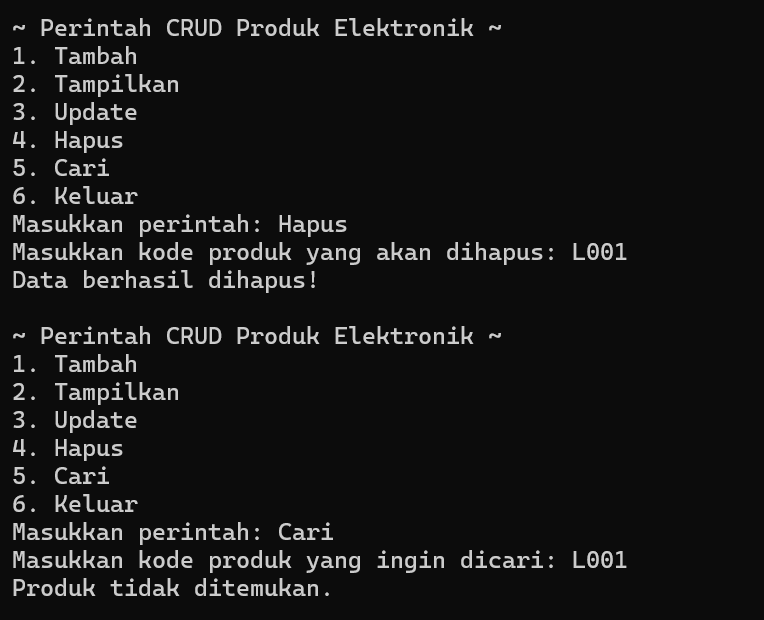 ~ Perintah CRUD Produk Elektronik ~
1. Tambah
2. Tampilkan
3. Update
4. Hapus
5. Cari
6. Keluar
Masukkan perintah: Hapus
Masukkan kode produk yang akan dihapus: L001
Data berhasil dihapus!

~ Perintah CRUD Produk Elektronik ~
1. Tambah
2. Tampilkan
3. Update
4. Hapus
5. Cari
6. Keluar
Masukkan perintah: Cari
Masukkan kode produk yang ingin dicari: L001
Produk tidak ditemukan.